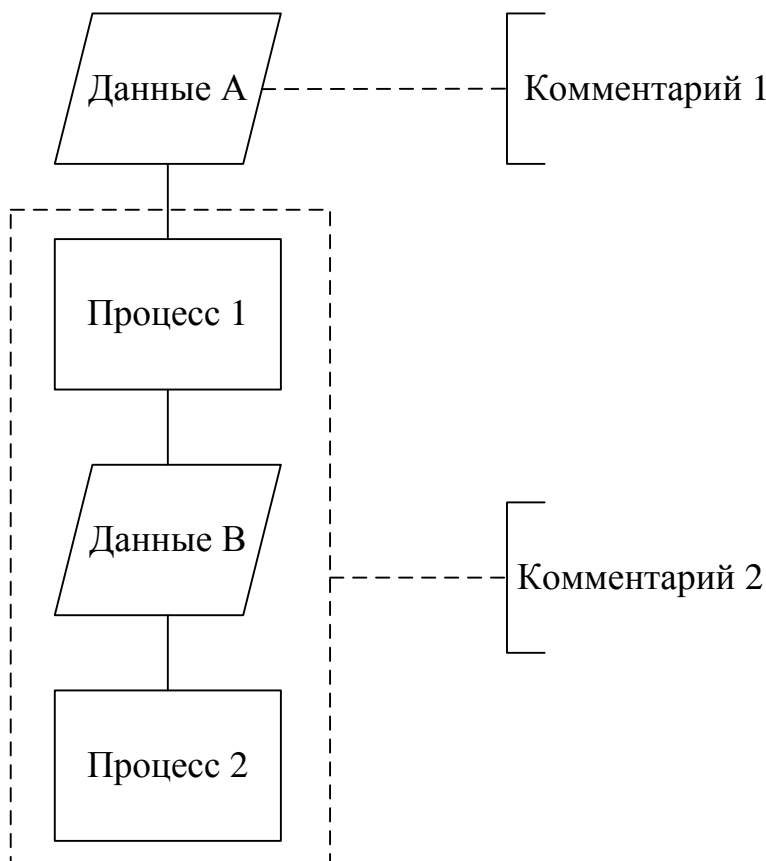 Данные A
Комментарий 1
Процесс 1
Данные B
Комментарий 2
Процесс 2